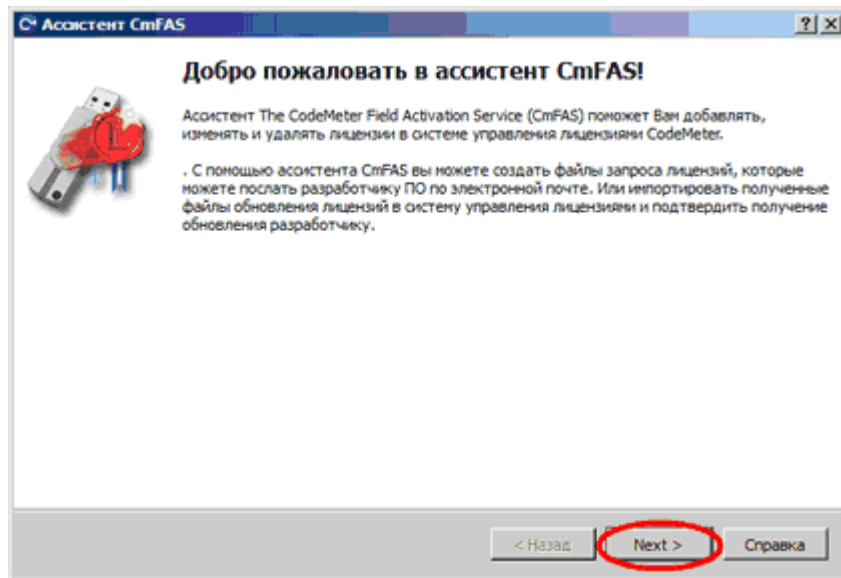 Ассистент CmFAS
Добро пожаловать в ассистент CmFAS!
Ассистент The CodeMeter Field Activation Service (CmFAS) поможет Вам добавлять,
изменять и удалять лицензии в системе управления лицензиями CodeMeter.
. С помощью ассистента CmFAS вы можете создать файлы запроса лицензий, которые
можете послать разработчику ПО по электронной почте. Или импортировать полученные
файлы обновления лицензий в систему управления лицензиями и подтвердить получение
обновления разработчику.
< Назад Next > Справка